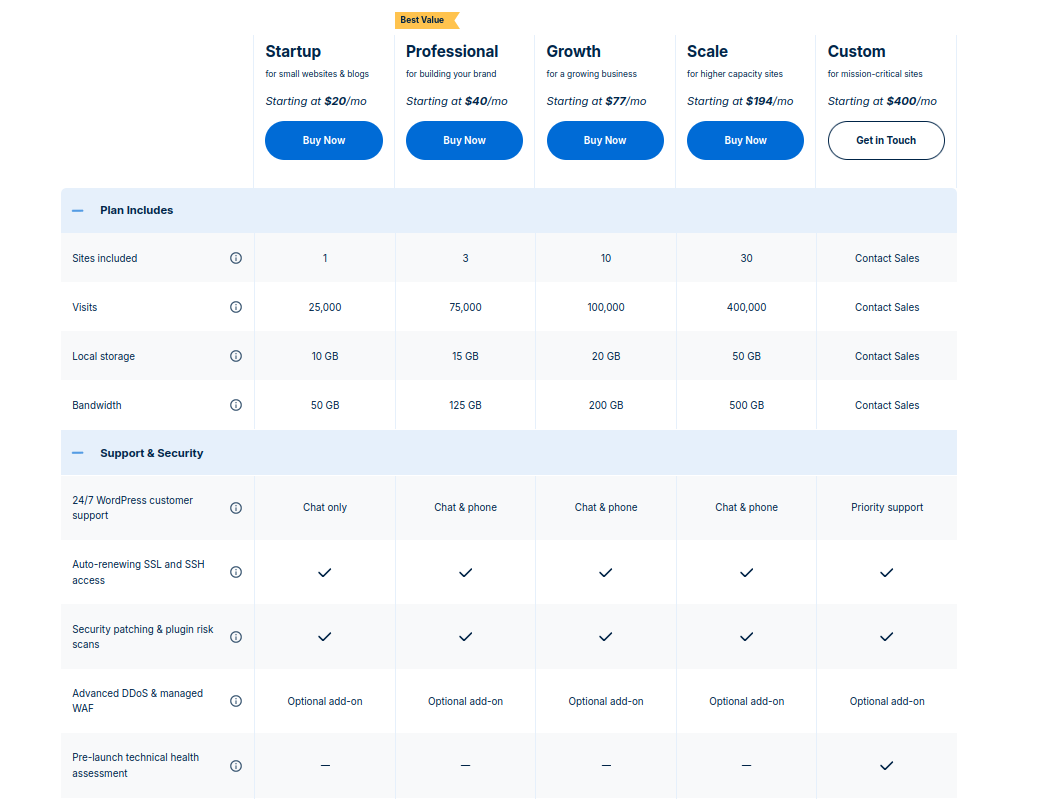 Best Value
Startup Professional Growth Scale Custom
for small websites & blogs for building your brand for a growing business for higher capacity sites for mission-critical sites
Starting at $20/mo Starting at $40/mo Starting at $77/mo Starting at $194/mo Starting at $400/mo
Buy Now Buy Now Buy Now Buy Now Get in Touch
Plan Includes
Sites included 1 3 10 30 Contact Sales
Visits 25,000 75,000 100,000 400,000 Contact Sales
Local storage 10 GB 15 GB 20 GB 50 GB Contact Sales
Bandwidth 50 GB 125 GB 200 GB 500 GB Contact Sales
Support & Security
24/7 WordPress customer
support Chat only Chat & phone Chat & phone Chat & phone Priority support
Auto-renewing SSL and SSH
access
Security patching & plugin risk
scans
Advanced DDoS & managed
WAF Optional add-on Optional add-on Optional add-on Optional add-on Optional add-on
Pre-launch technical health
assessment — — — —